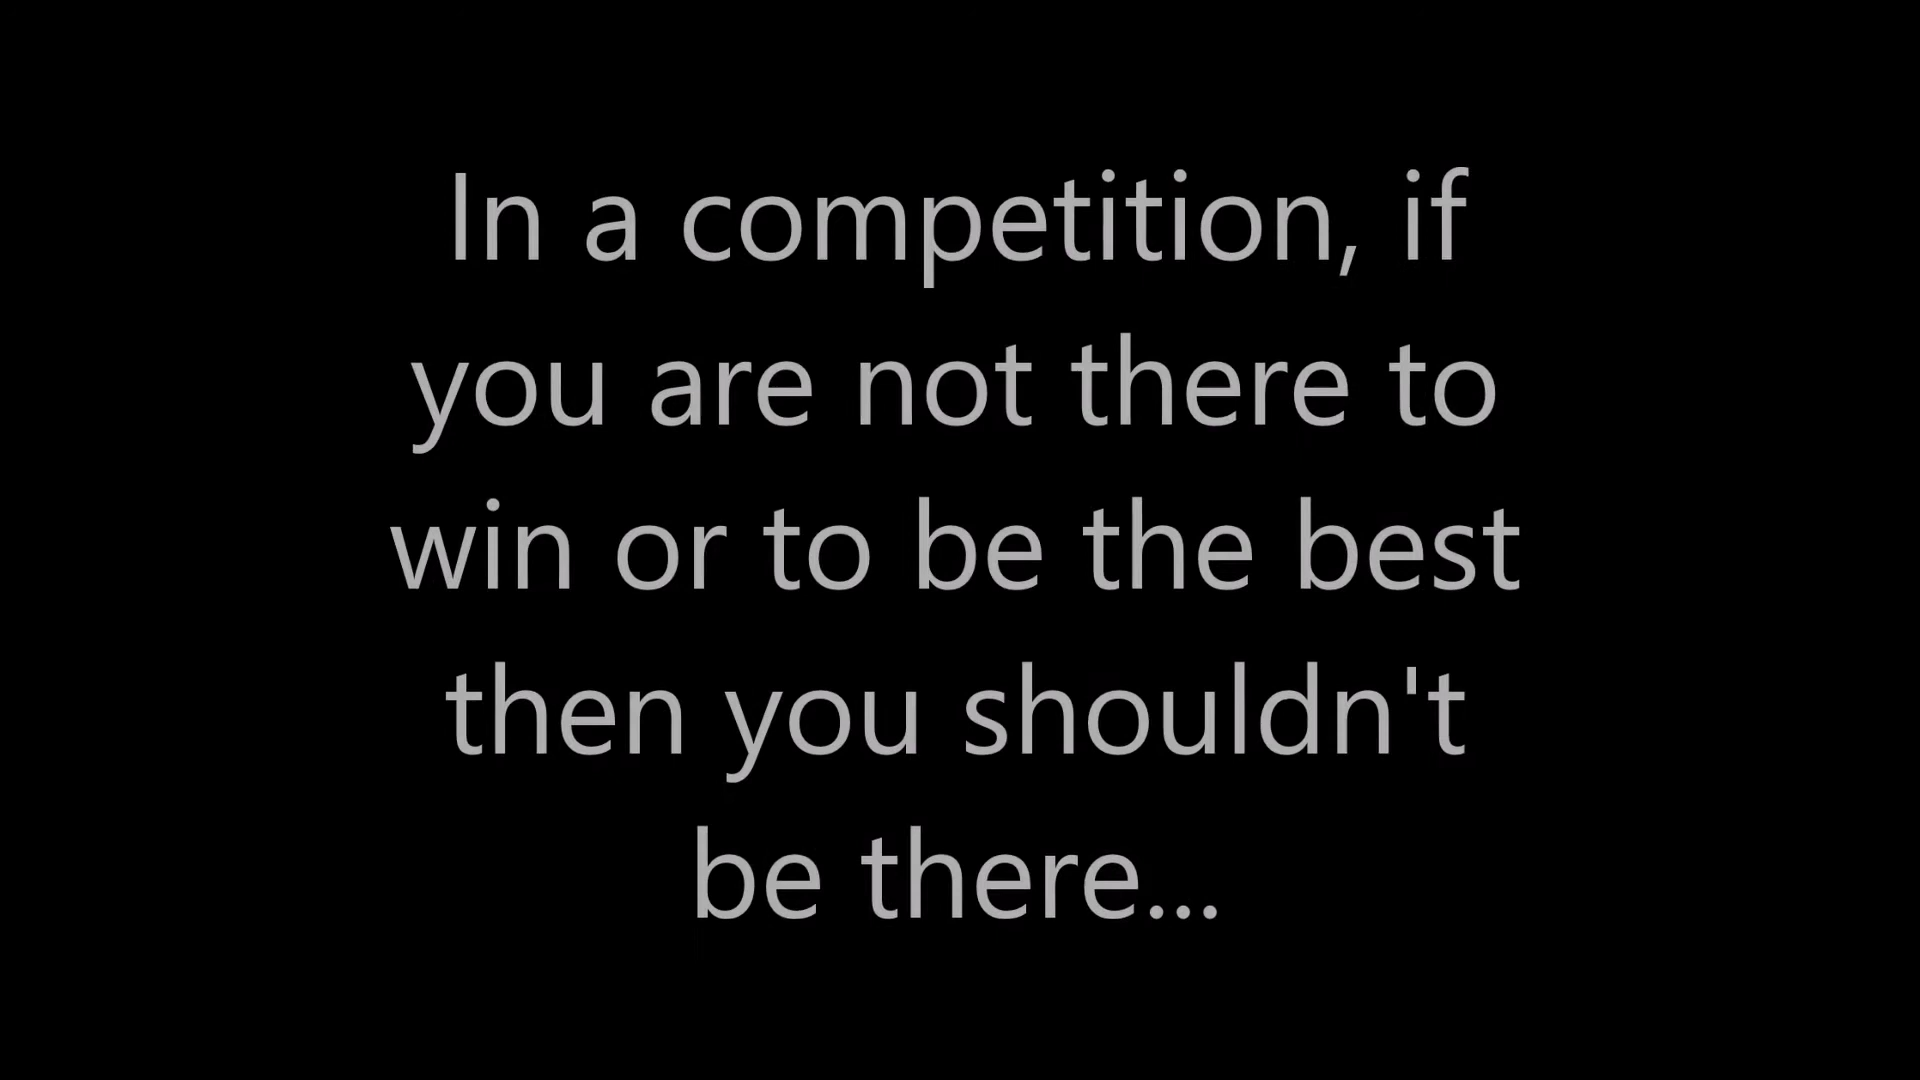 In a competition, if
you are not there to
win or to be the best
then you shouldn't
be there...